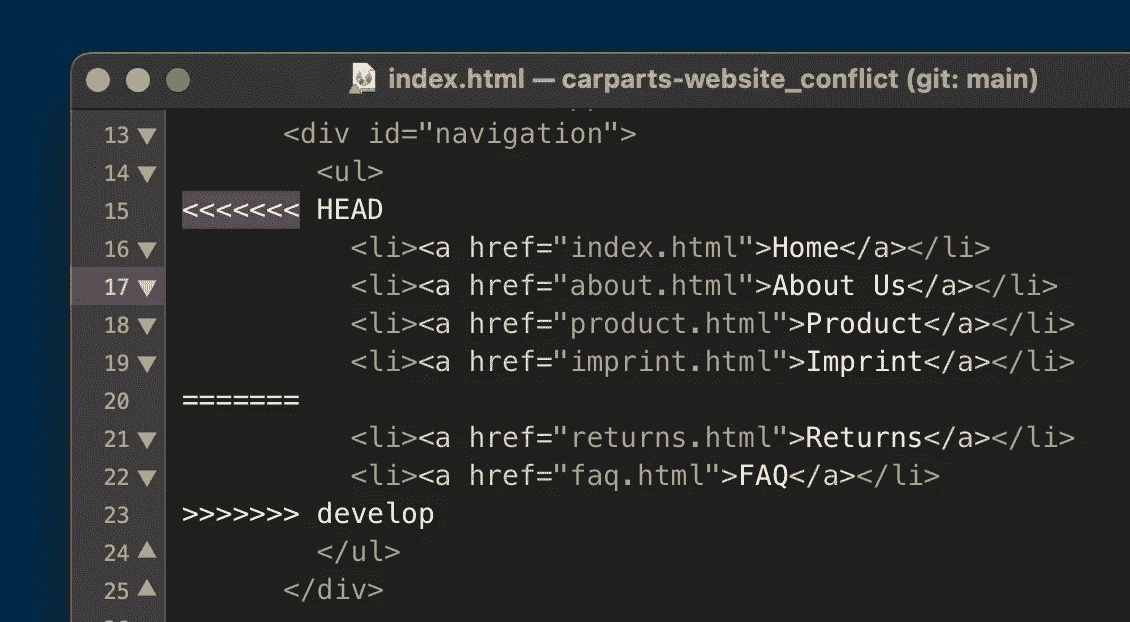 index.html — carparts-website_conflict (git: main)
13 <div id="navigation">
14 <ul>
15 <<<<<<< HEAD
16 <li><a href="index.html">Home</a></li>
17 <li><a href="about.html">About Us</a></li>
18 <li><a href="product.html">Product</a></li>
19 <li><a href="imprint.html">Imprint</a></li>
20 =======
21 <li><a href="returns.html">Returns</a></li>
22 <li><a href="faq.html">FAQ</a></li>
23 >>>>>>> develop
24 </ul>
25 </div>